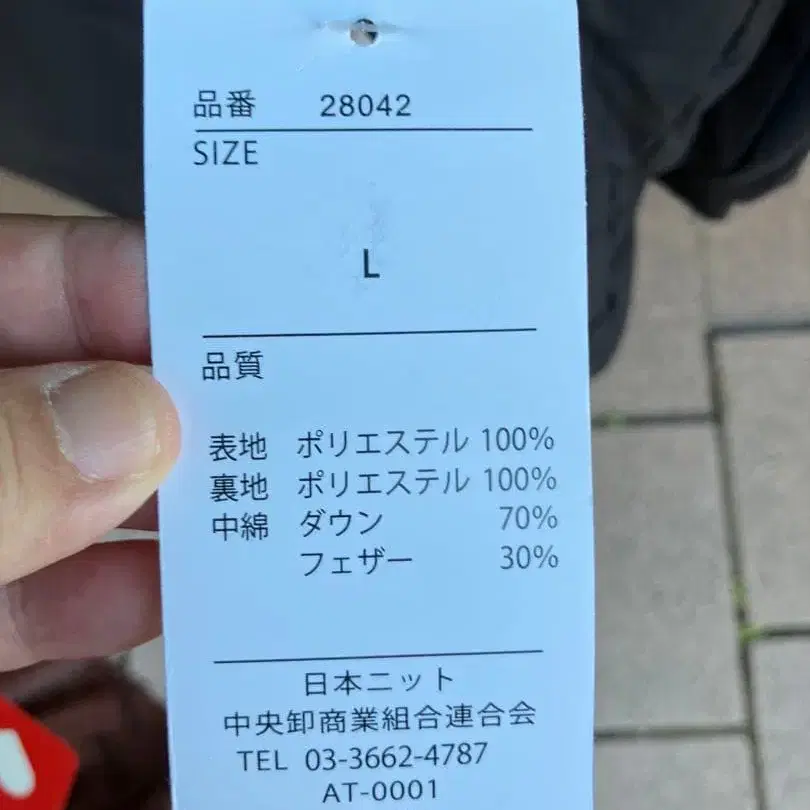 品番 28042
SIZE
L
品質
表地 ポリエステル 100%
裏地 ポリエステル 100%
中綿 ダウン 70%
フェザー 30%
日本ニット
中央卸商業組合連合会
TEL 03-3662-4787
AT-0001